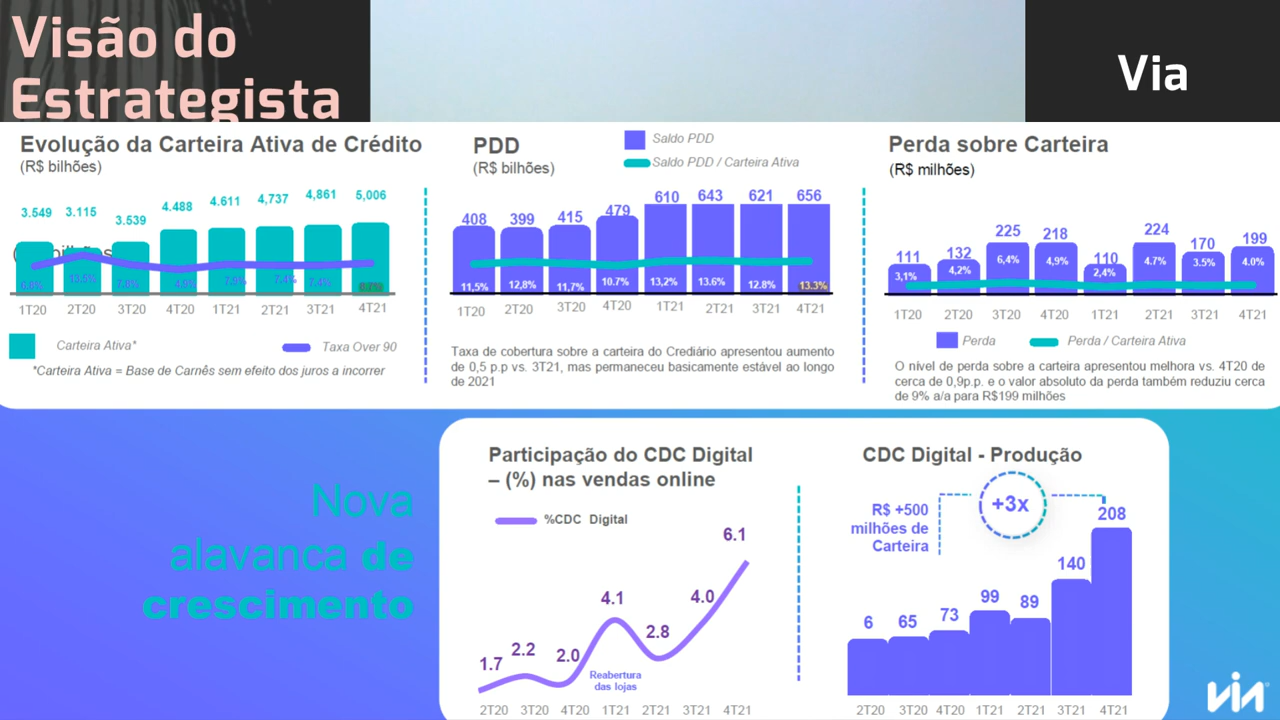 Visão do
Estrategista
Via
Evolução da Carteira Ativa de Crédito
(R$ bilhões)
3.549 3.115 3.539 4.488 4.611 4,737 4,861 5,006
13.5% 7.4% 7.4%
1T20 2T20 3T20 4T20 1T21 2T21 3T21 4T21
Carteira Ativa* Taxa Over 90
*Carteira Ativa = Base de Carnês sem efeito dos juros a incorrer
PDD
(R$ bilhões)
Saldo PDD
Saldo PDD / Carteira Ativa
408 399 415 479 610 643 621 656
11,5% 12,8% 11,7% 10.7% 13,2% 13.6% 12.8% 13.3%
1T20 2T20 3T20 4T20 1T21 2T21 3T21 4T21
Taxa de cobertura sobre a carteira do Crediário apresentou aumento
de 0,5 p.p vs. 3T21, mas permaneceu basicamente estável ao longo
de 2021
Perda sobre Carteira
(R$ milhões)
111 132 225 218 110 224 170 199
3,1% 4,2% 6,4% 4,9% 2,4% 4.7% 3.5% 4.0%
1T20 2T20 3T20 4T20 1T21 2T21 3T21 4T21
Perda Perda / Carteira Ativa
O nível de perda sobre a carteira apresentou melhora vs. 4T20 de
cerca de 0,9p.p. e o valor absoluto da perda também reduziu cerca
de 9% a/a para R$199 milhões
Nova
alavanca de
crescimento
Participação do CDC Digital
– (%) nas vendas online
%CDC Digital
1.7 2.2 2.0 4.1 2.8 4.0 6.1
Reabertura
das lojas
2T20 3T20 4T20 1T21 2T21 3T21 4T21
CDC Digital - Produção
+3x
R$ +500
milhões de
Carteira
6 65 73 99 89 140 208
2T20 3T20 4T20 1T21 2T21 3T21 4T21
via